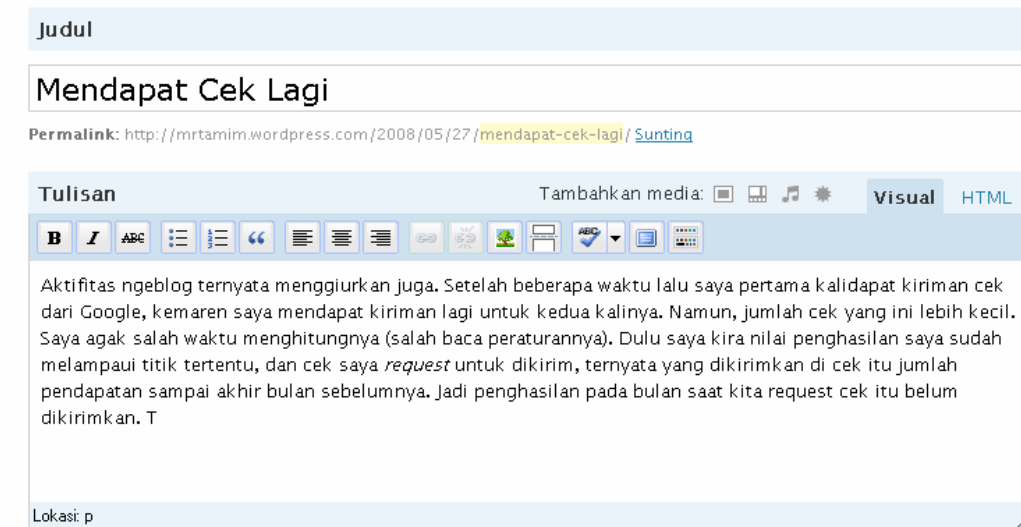 Judul
Mendapat Cek Lagi
Permalink: http://mrtamim.wordpress.com/2008/05/27/mendapat-cek-lagi/ Sunting
Tulisan Tambahkan media: Visual HTML
B I ABC ABC
Aktifitas ngeblog ternyata menggiurkan juga. Setelah beberapa waktu lalu saya pertama kalidapat kiriman cek
dari Google, kemaren saya mendapat kiriman lagi untuk kedua kalinya. Namun, jumlah cek yang ini lebih kecil.
Saya agak salah waktu menghitungnya (salah baca peraturannya). Dulu saya kira nilai penghasilan saya sudah
melampaui titik tertentu, dan cek saya request untuk dikirim, ternyata yang dikirimkan di cek itu jumlah
pendapatan sampai akhir bulan sebelumnya. Jadi penghasilan pada bulan saat kita request cek itu belum
dikirimkan. T
Lokasi: p